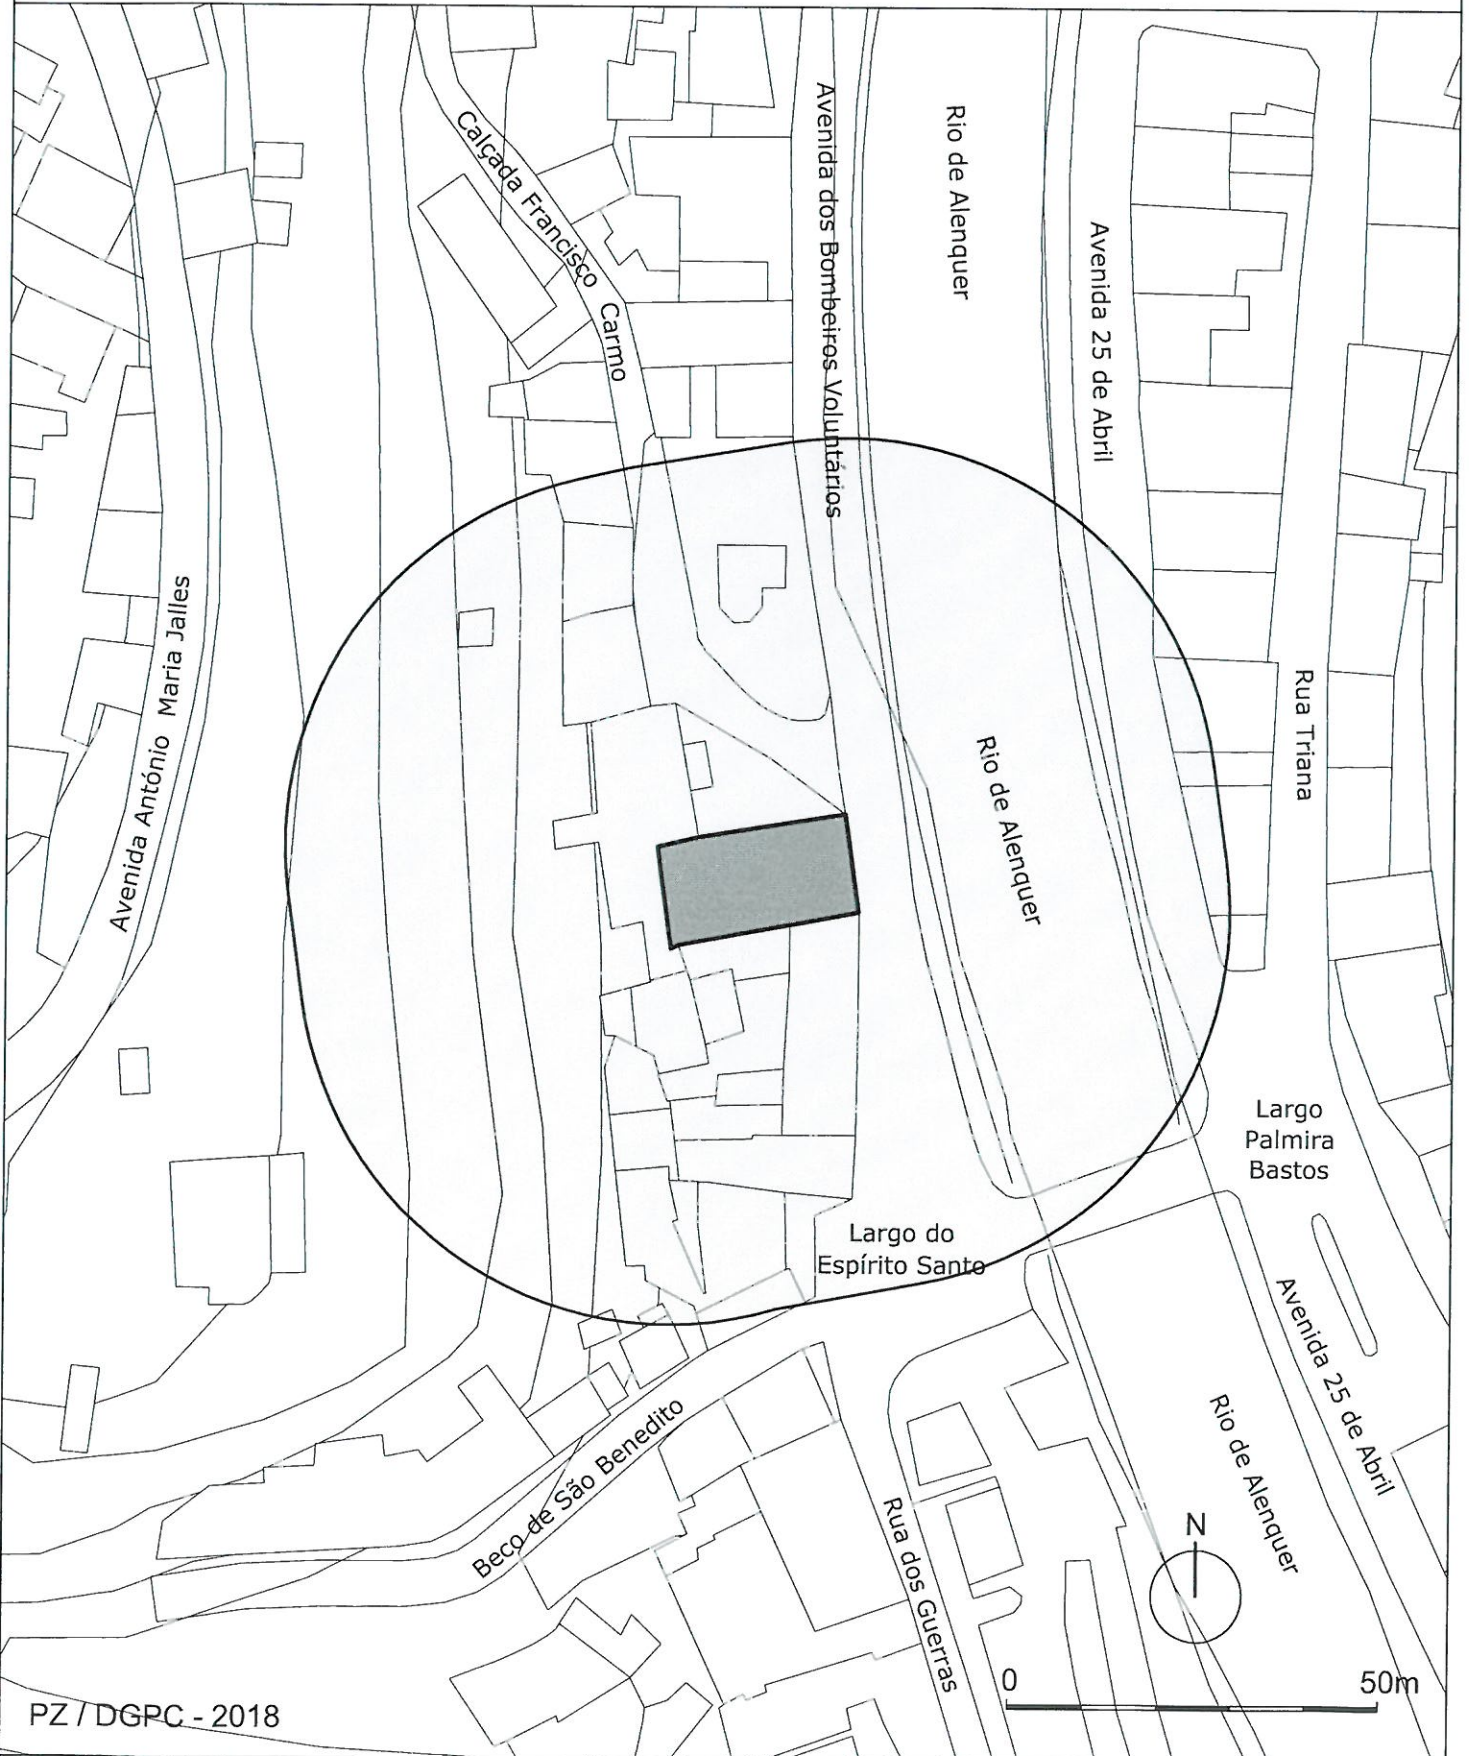 Calçada Francisco Carmo
Avenida dos Bombeiros Voluntários
Rio de Alenquer
Avenida 25 de Abril
Avenida António Maria Jalles
Rua Triana
Rio de Alenquer
Largo
Palmira
Bastos
Largo do
Espírito Santo
Avenida 25 de Abril
Rio de Alenquer
Beco de São Benedito
Rua dos Guerras
N
0 50m
PZ / DGPC - 2018